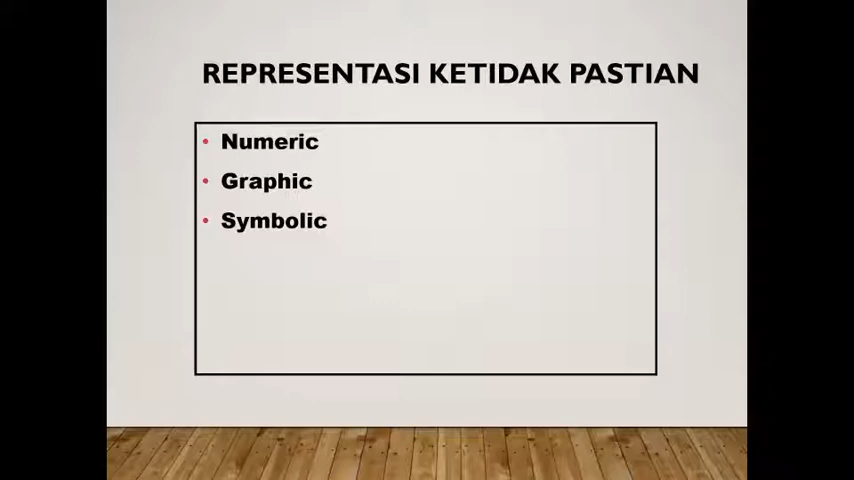 REPRESENTASI KETIDAK PASTIAN
• Numeric
• Graphic
• Symbolic